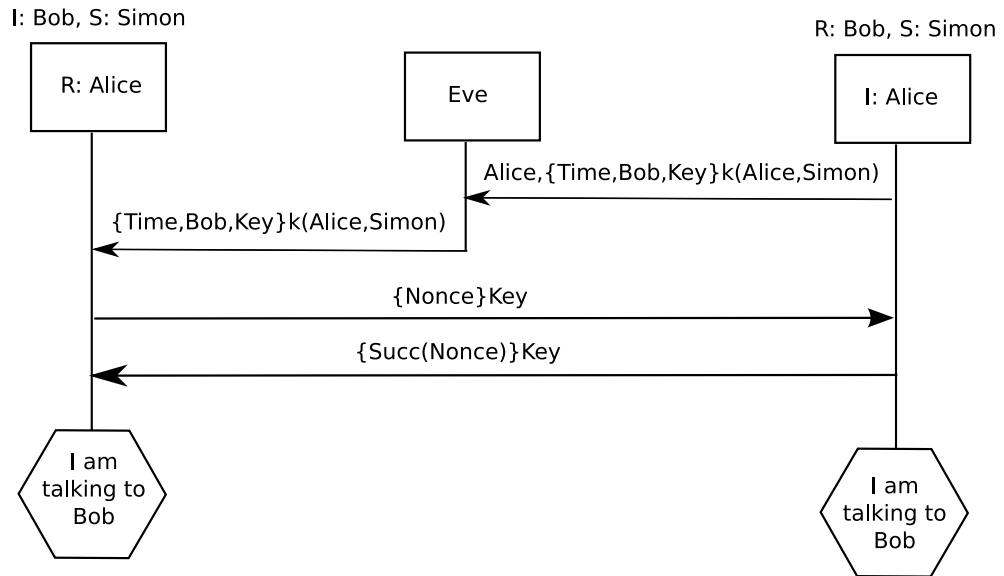 I: Bob, S: Simon
R: Bob, S: Simon
R: Alice
Eve
I: Alice
Alice,{Time,Bob,Key}k(Alice,Simon)
{Time,Bob,Key}k(Alice,Simon)
{Nonce}Key
{Succ(Nonce)}Key
I am
talking to
Bob
I am
talking to
Bob